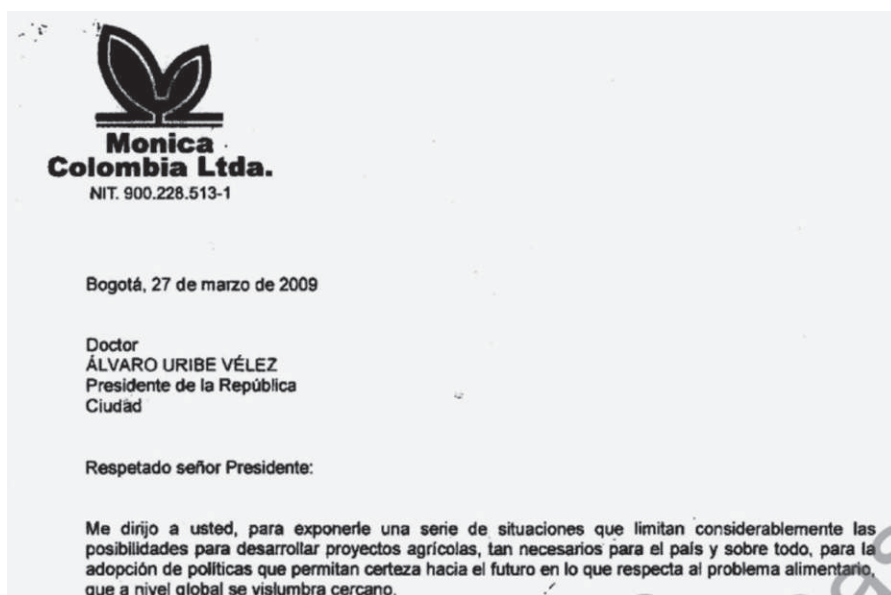 Monica
Colombia Ltda.
NIT. 900.228.513-1
Bogotá, 27 de marzo de 2009
Doctor
ÁLVARO URIBE VÉLEZ
Presidente de la República
Ciudad
Respetado señor Presidente:
Me dirijo a usted, para exponerle una serie de situaciones que limitan considerablemente las
posibilidades para desarrollar proyectos agrícolas, tan necesarios para el país y sobre todo, para la
adopción de políticas que permitan certeza hacia el futuro en lo que respecta al problema alimentario,
que a nivel global se vislumbra cercano.